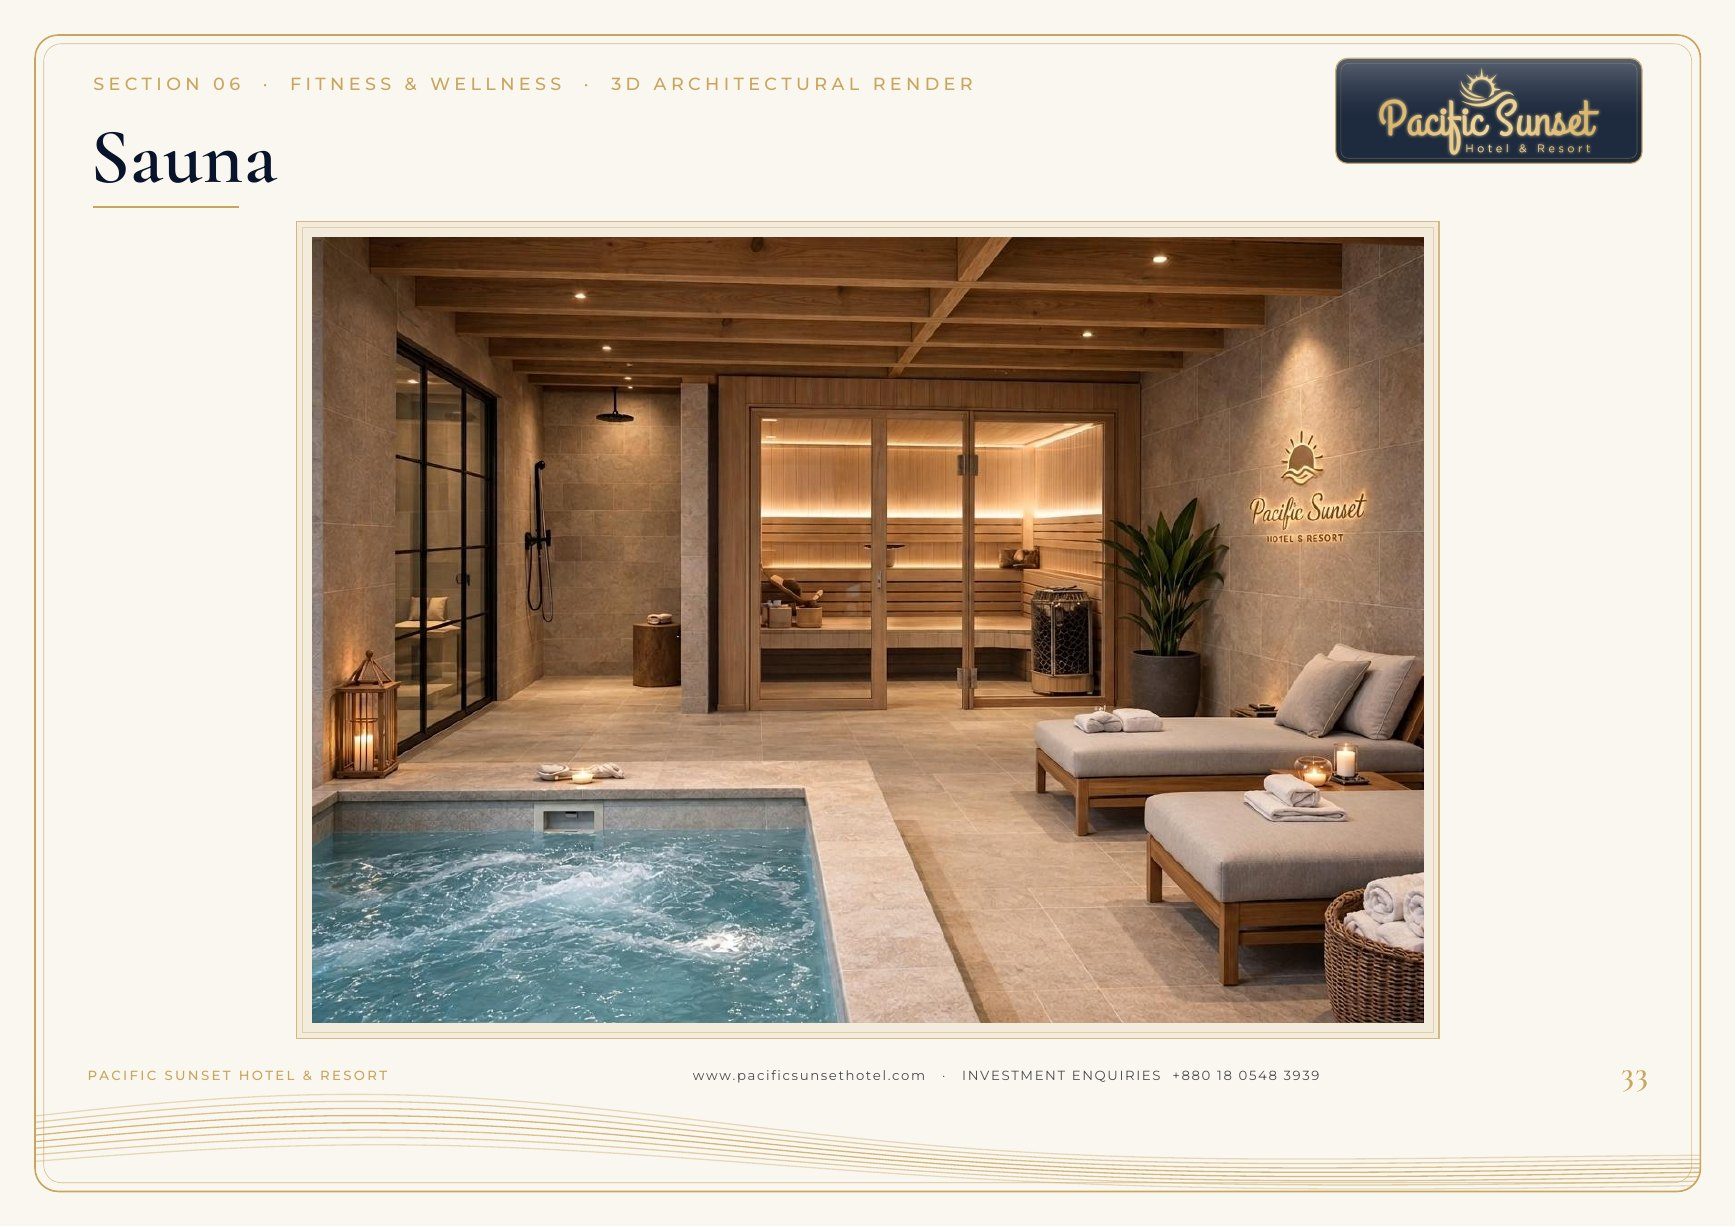 SECTION 06 · FITNESS & WELLNESS · 3D ARCHITECTURAL RENDER
Pacific Sunset
Hotel & Resort
Sauna
Pacific Sunset
HOTEL & RESORT
PACIFIC SUNSET HOTEL & RESORT
www.pacificsunsethotel.com · INVESTMENT ENQUIRIES +880 18 0548 3939
33